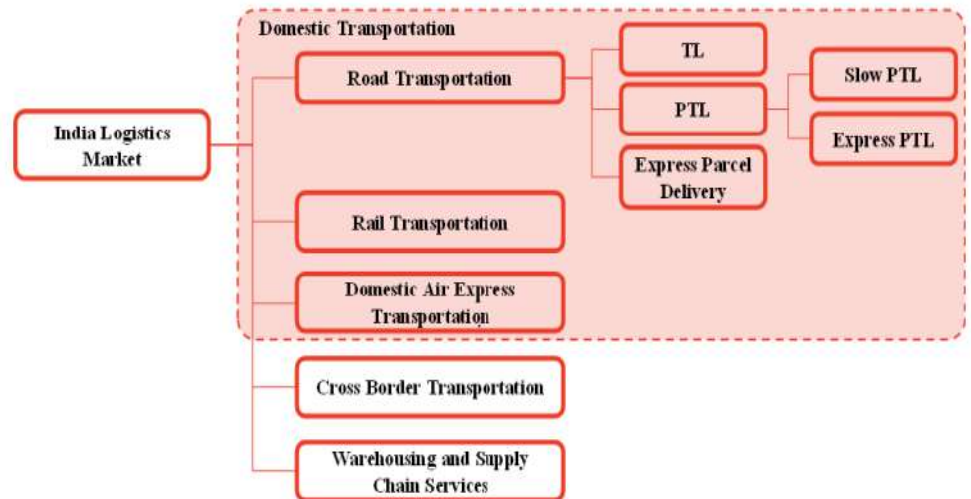 Domestic Transportation
India Logistics
Market
Road Transportation
TL
PTL
Express Parcel
Delivery
Slow PTL
Express PTL
Rail Transportation
Domestic Air Express
Transportation
Cross Border Transportation
Warehousing and Supply
Chain Services